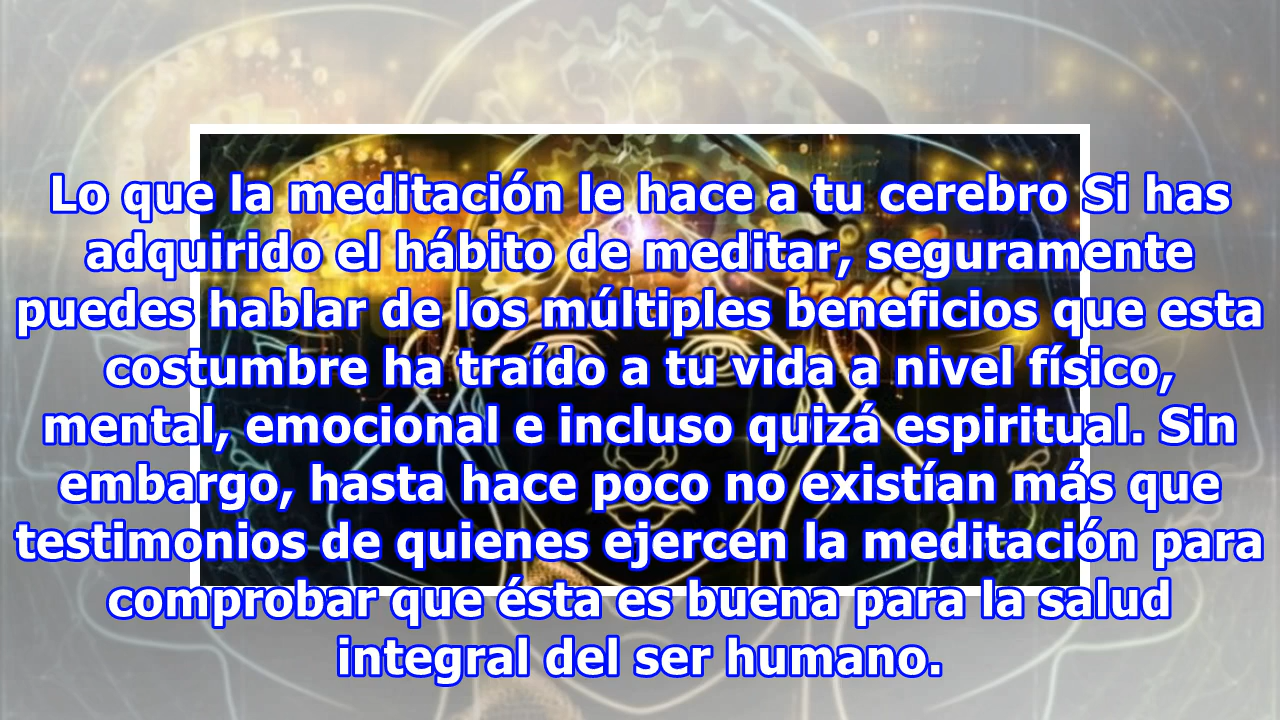 Lo que la meditación le hace a tu cerebro Si has
adquirido el hábito de meditar, seguramente
puedes hablar de los múltiples beneficios que esta
costumbre ha traído a tu vida a nivel físico,
mental, emocional e incluso quizá espiritual. Sin
embargo, hasta hace poco no existían más que
testimonios de quienes ejercen la meditación para
comprobar que ésta es buena para la salud
integral del ser humano.